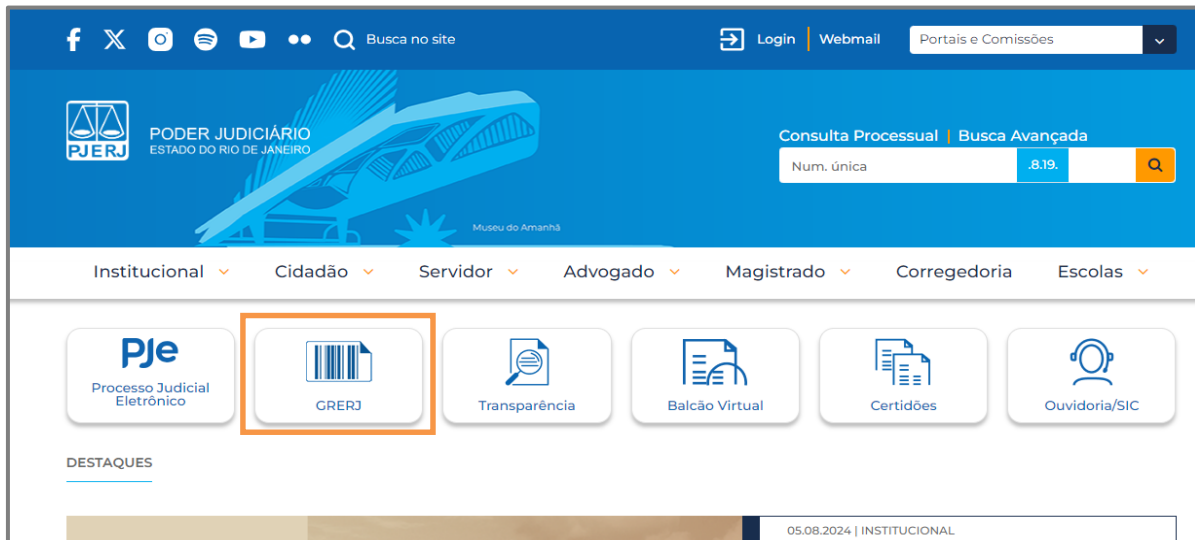 Busca no site
Login | Webmail
Portais e Comissões
PJERJ
PODER JUDICIÁRIO
ESTADO DO RIO DE JANEIRO
Consulta Processual | Busca Avançada
Num. única
.8.19.
Museu do Amanhã
Institucional
Cidadão
Servidor
Advogado
Magistrado
Corregedoria
Escolas
PJe
Processo Judicial
Eletrônico
GRERJ
Transparência
Balcão Virtual
Certidões
Ouvidoria/SIC
DESTAQUES
05.08.2024 | INSTITUCIONAL